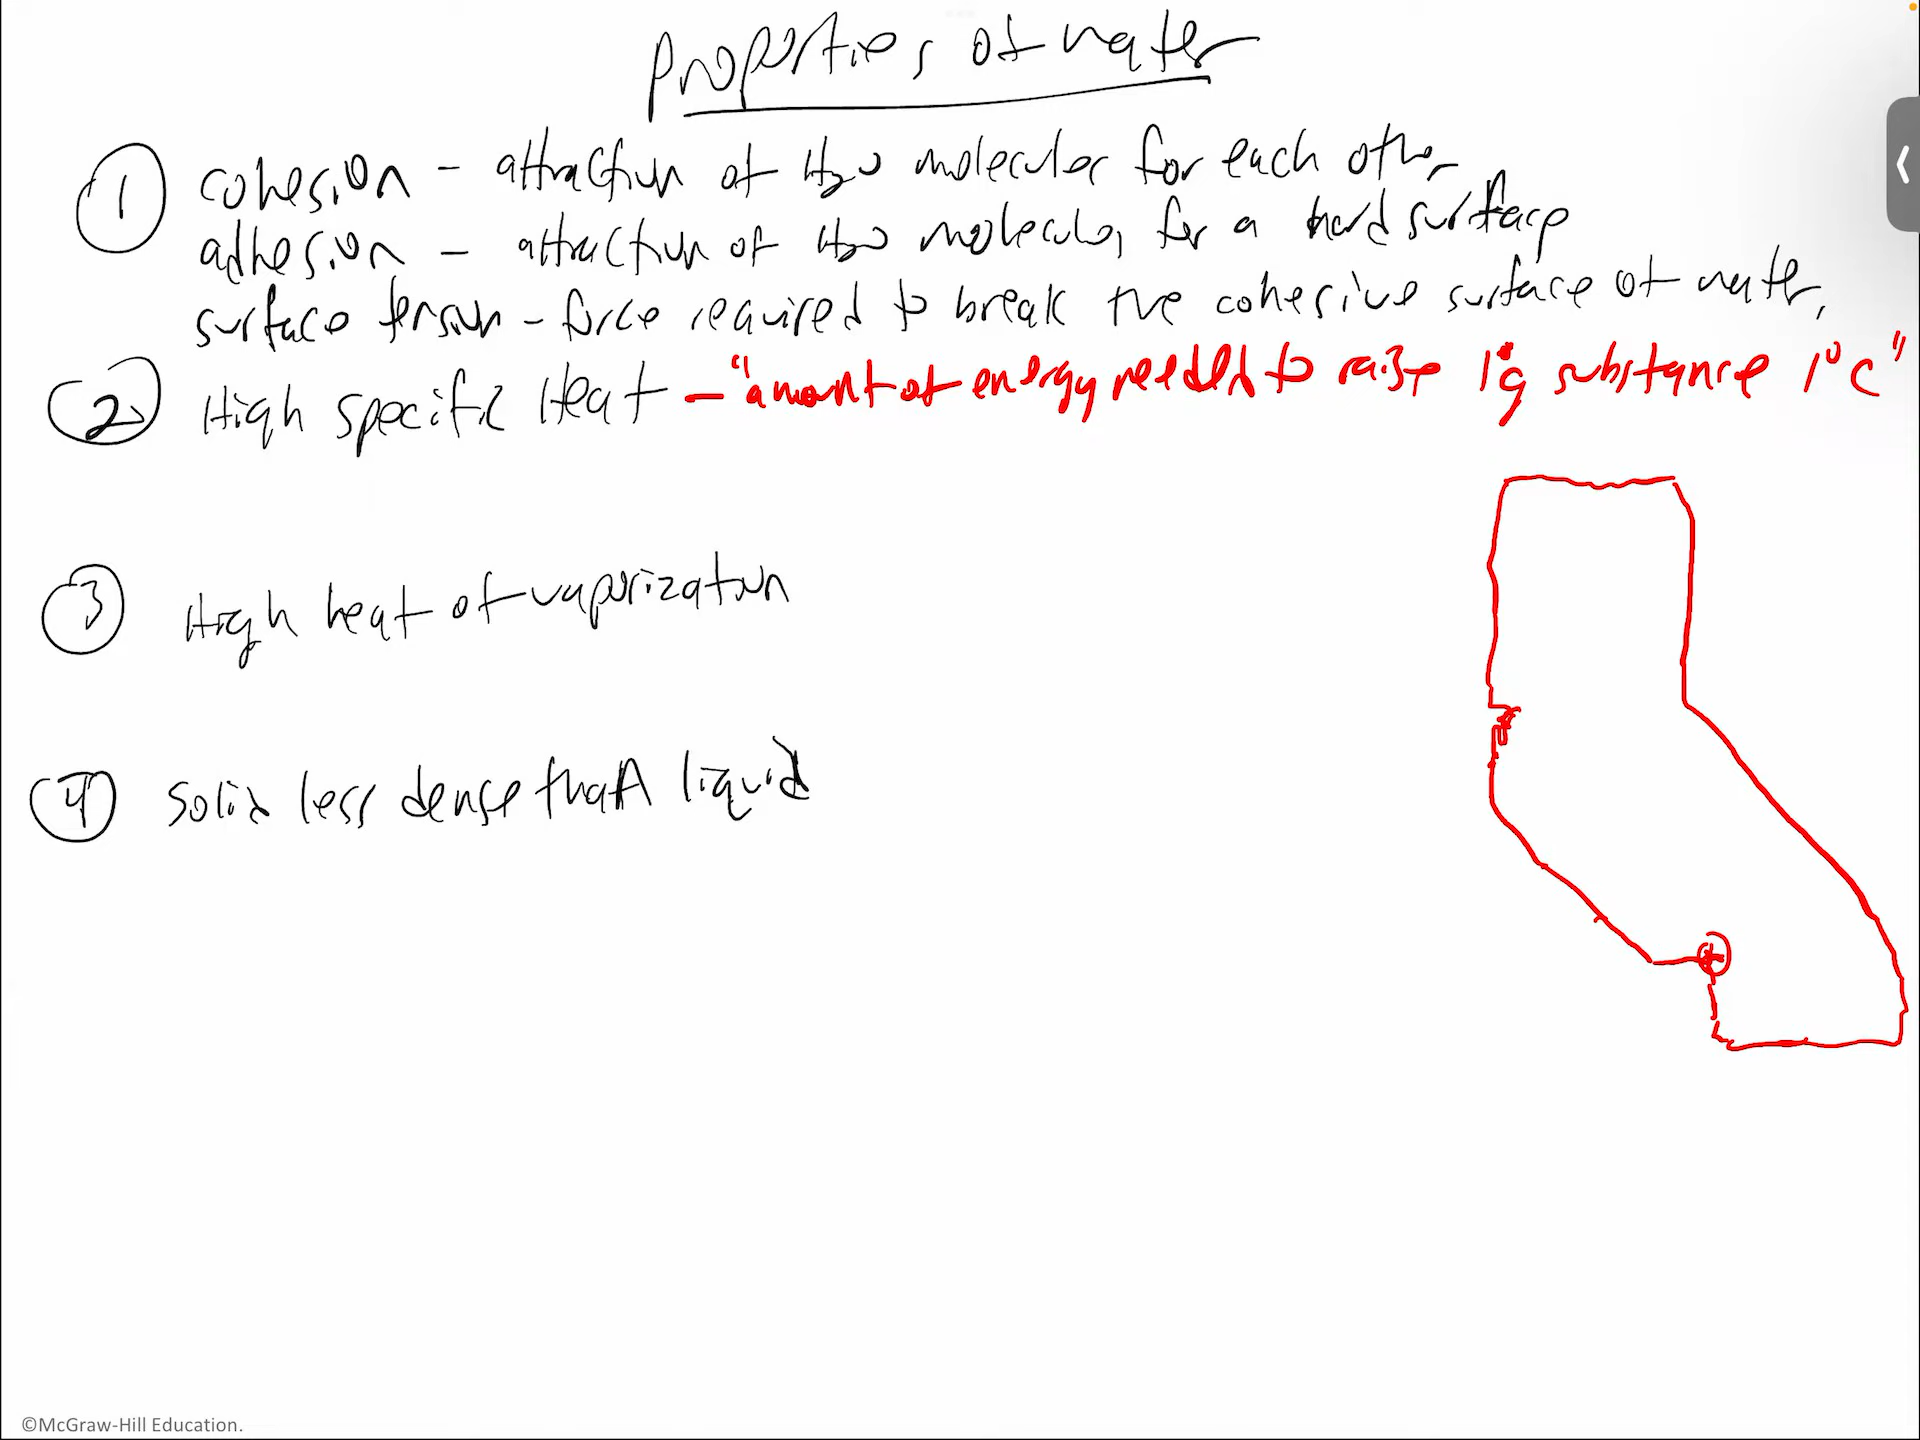 Properties of water
1 cohesion - attraction of H2O molecules for each other
adhesion - attraction of H2O molecules for a hard surface
surface tension - force required to break the cohesive surface of water.
2 High specific Heat - "amount of energy needed to raise 1g substance 1°C"
3 High heat of vaporization
4 Solid less dense than liquid
©McGraw-Hill Education.